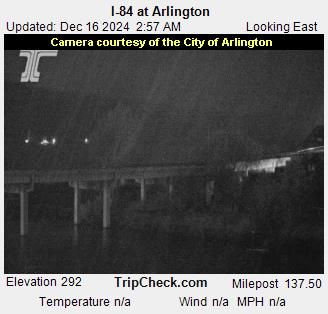 I-84 at Arlington
Updated: Dec 16 2024 2:57 AM Looking East
Camera courtesy of the City of Arlington
Elevation 292 TripCheck.com Milepost 137.50
Temperature n/a Wind n/a MPH n/a